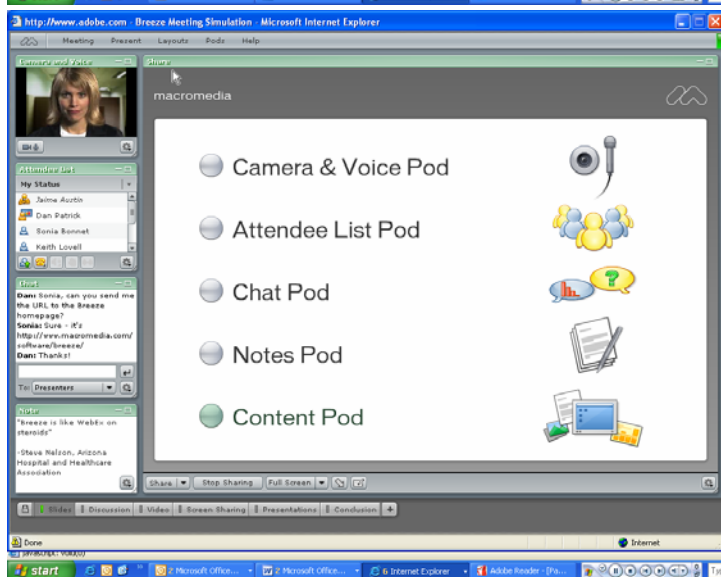 http://www.adobe.com - Breeze Meeting Simulation - Microsoft Internet Explorer
Meeting Present Layouts Pods Help
Camera and Voice
Share
macromedia
Camera & Voice Pod
Attendee List Pod
Chat Pod
Notes Pod
Content Pod
Attendee List
My Status
Jaime Austin
Dan Patrick
Sonia Bonnet
Keith Lovell
Chat
Dan: Sonia, can you send me
the URL to the Breeze
homepage?
Sonia: Sure - it's
http://www.macromedia.com/
software/breeze/
Dan: Thanks!
To: Presenters
Note
"Breeze is like WebEx on
steroids"
-Steve Nelson, Arizona
Hospital and Healthcare
Association
Share Stop Sharing Full Screen
Slides Discussion Video Screen Sharing Presentations Conclusion +
Done Internet
javascript: void(0)
start 2 Microsoft Office... 2 Microsoft Office... 6 Internet Explorer Adobe Reader - [Pa...